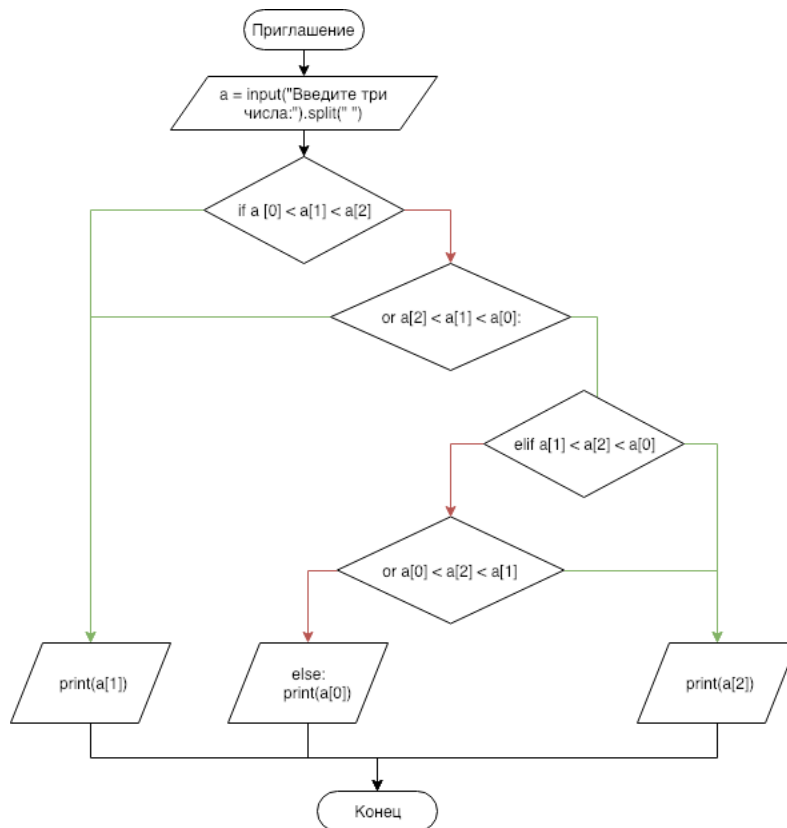 Приглашение
a = input("Введите три
числа:").split(" ")
if a [0] < a[1] < a[2]
or a[2] < a[1] < a[0]:
elif a[1] < a[2] < a[0]
or a[0] < a[2] < a[1]
print(a[1])
else:
print(a[0])
print(a[2])
Конец